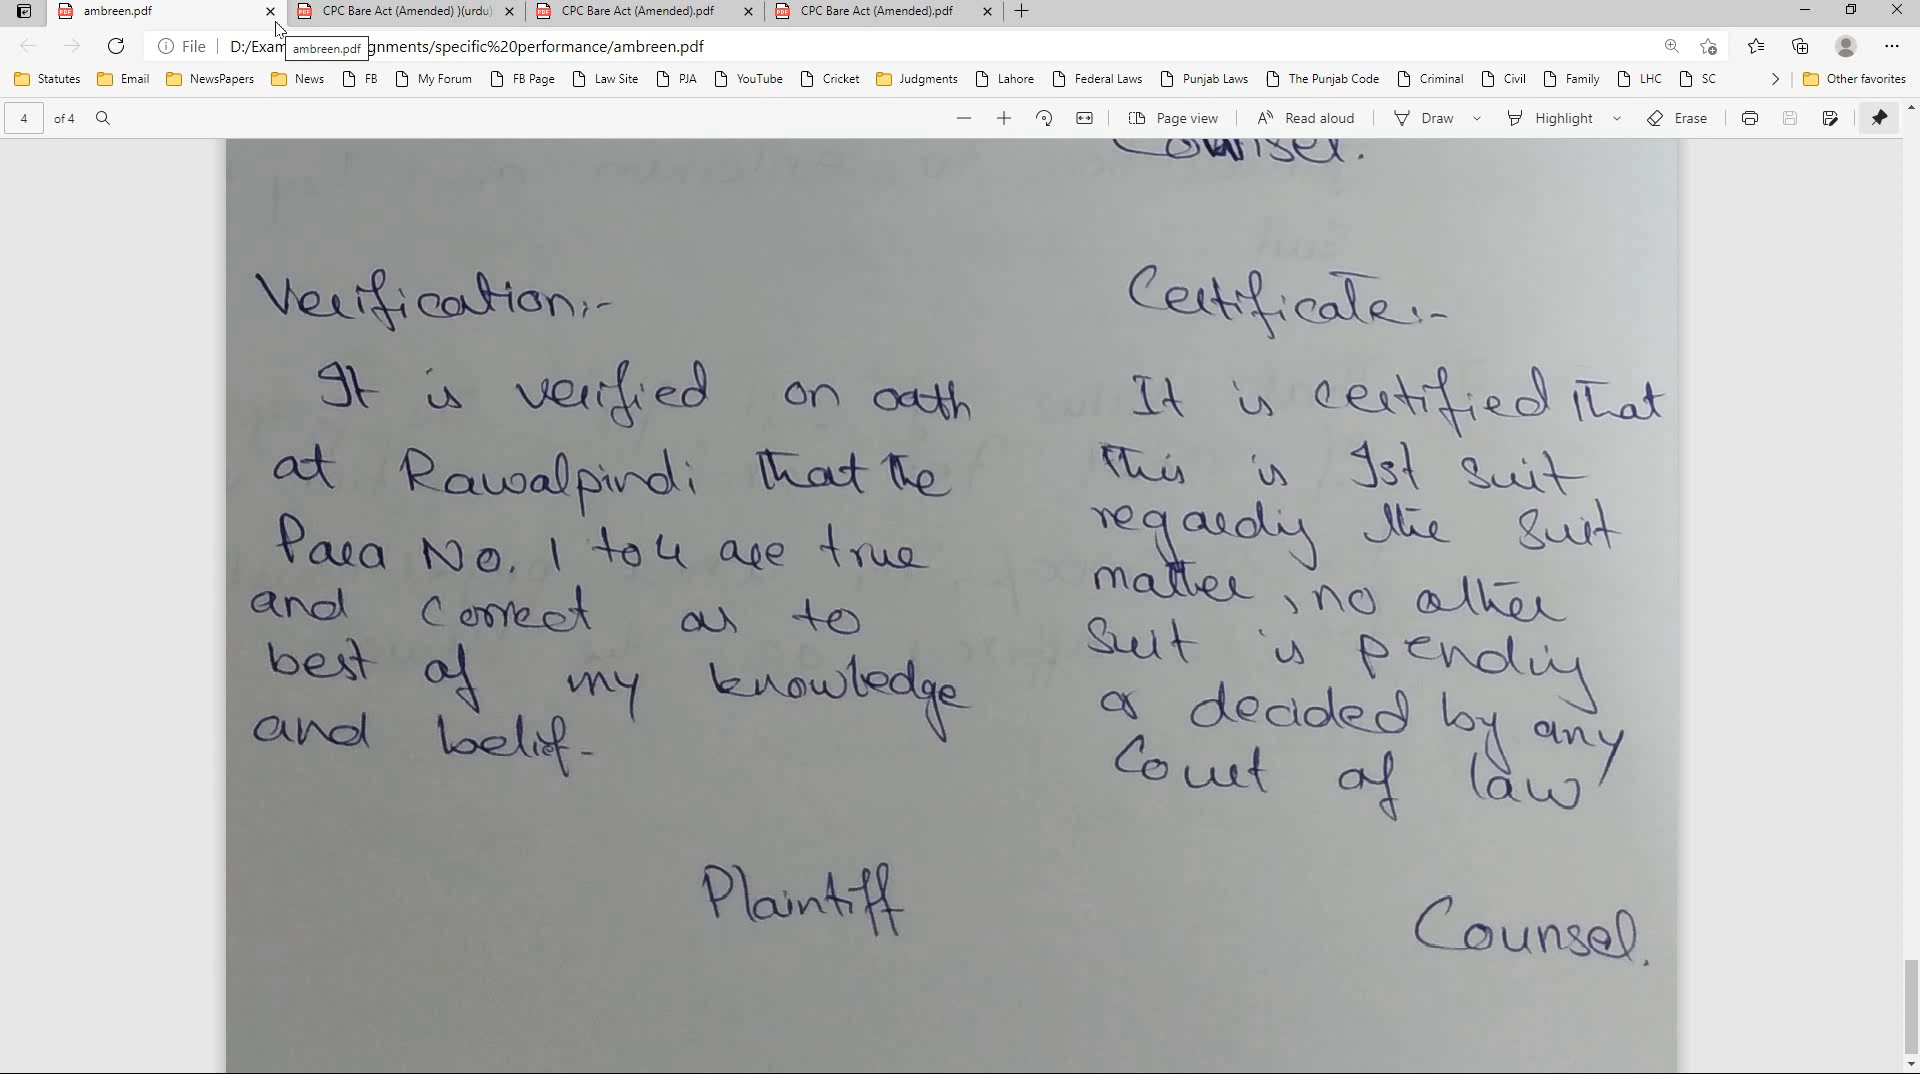 ambreen.pdf
CPC Bare Act (Amended) )(urdu)
CPC Bare Act (Amended).pdf
CPC Bare Act (Amended).pdf
File
D:/Exam
gnments/specific%20performance/ambreen.pdf
ambreen.pdf
Statutes
Email
NewsPapers
News
FB
My Forum
FB Page
Law Site
PJA
YouTube
Cricket
Judgments
Lahore
Federal Laws
Punjab Laws
The Punjab Code
Criminal
Civil
Family
LHC
SC
Other favorites
4
of 4
Page view
Read aloud
Draw
Highlight
Erase
Counsel.
Verification:-
It is verified on oath
at Rawalpindi that the
Para No. 1 to 4 are true
and correct as to
best of my knowledge
and belif-
Plaintiff
Certificate:-
It is certified that
this is Ist suit
regardig the suit
matter, no other
suit is pendig
or decided by any
Court of law
Counsel.